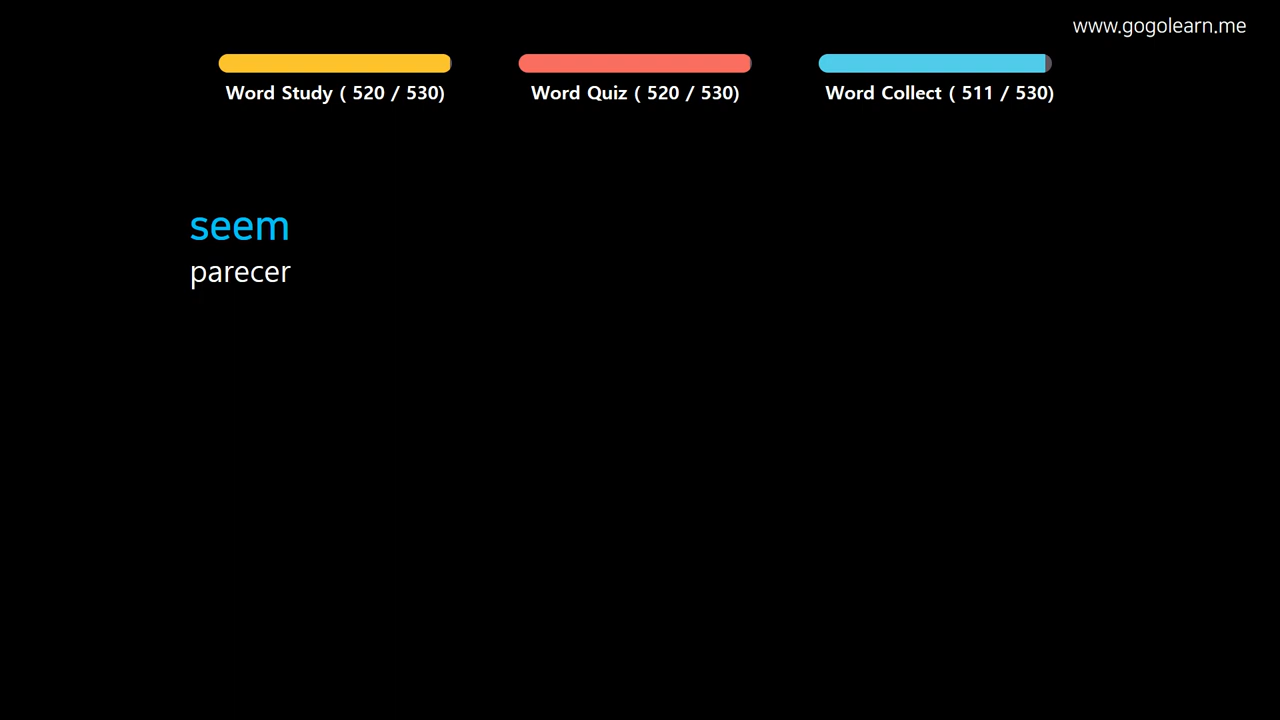 www.gogolearn.me
Word Study ( 520 / 530)
Word Quiz ( 520 / 530)
Word Collect ( 511 / 530)
seem
parecer